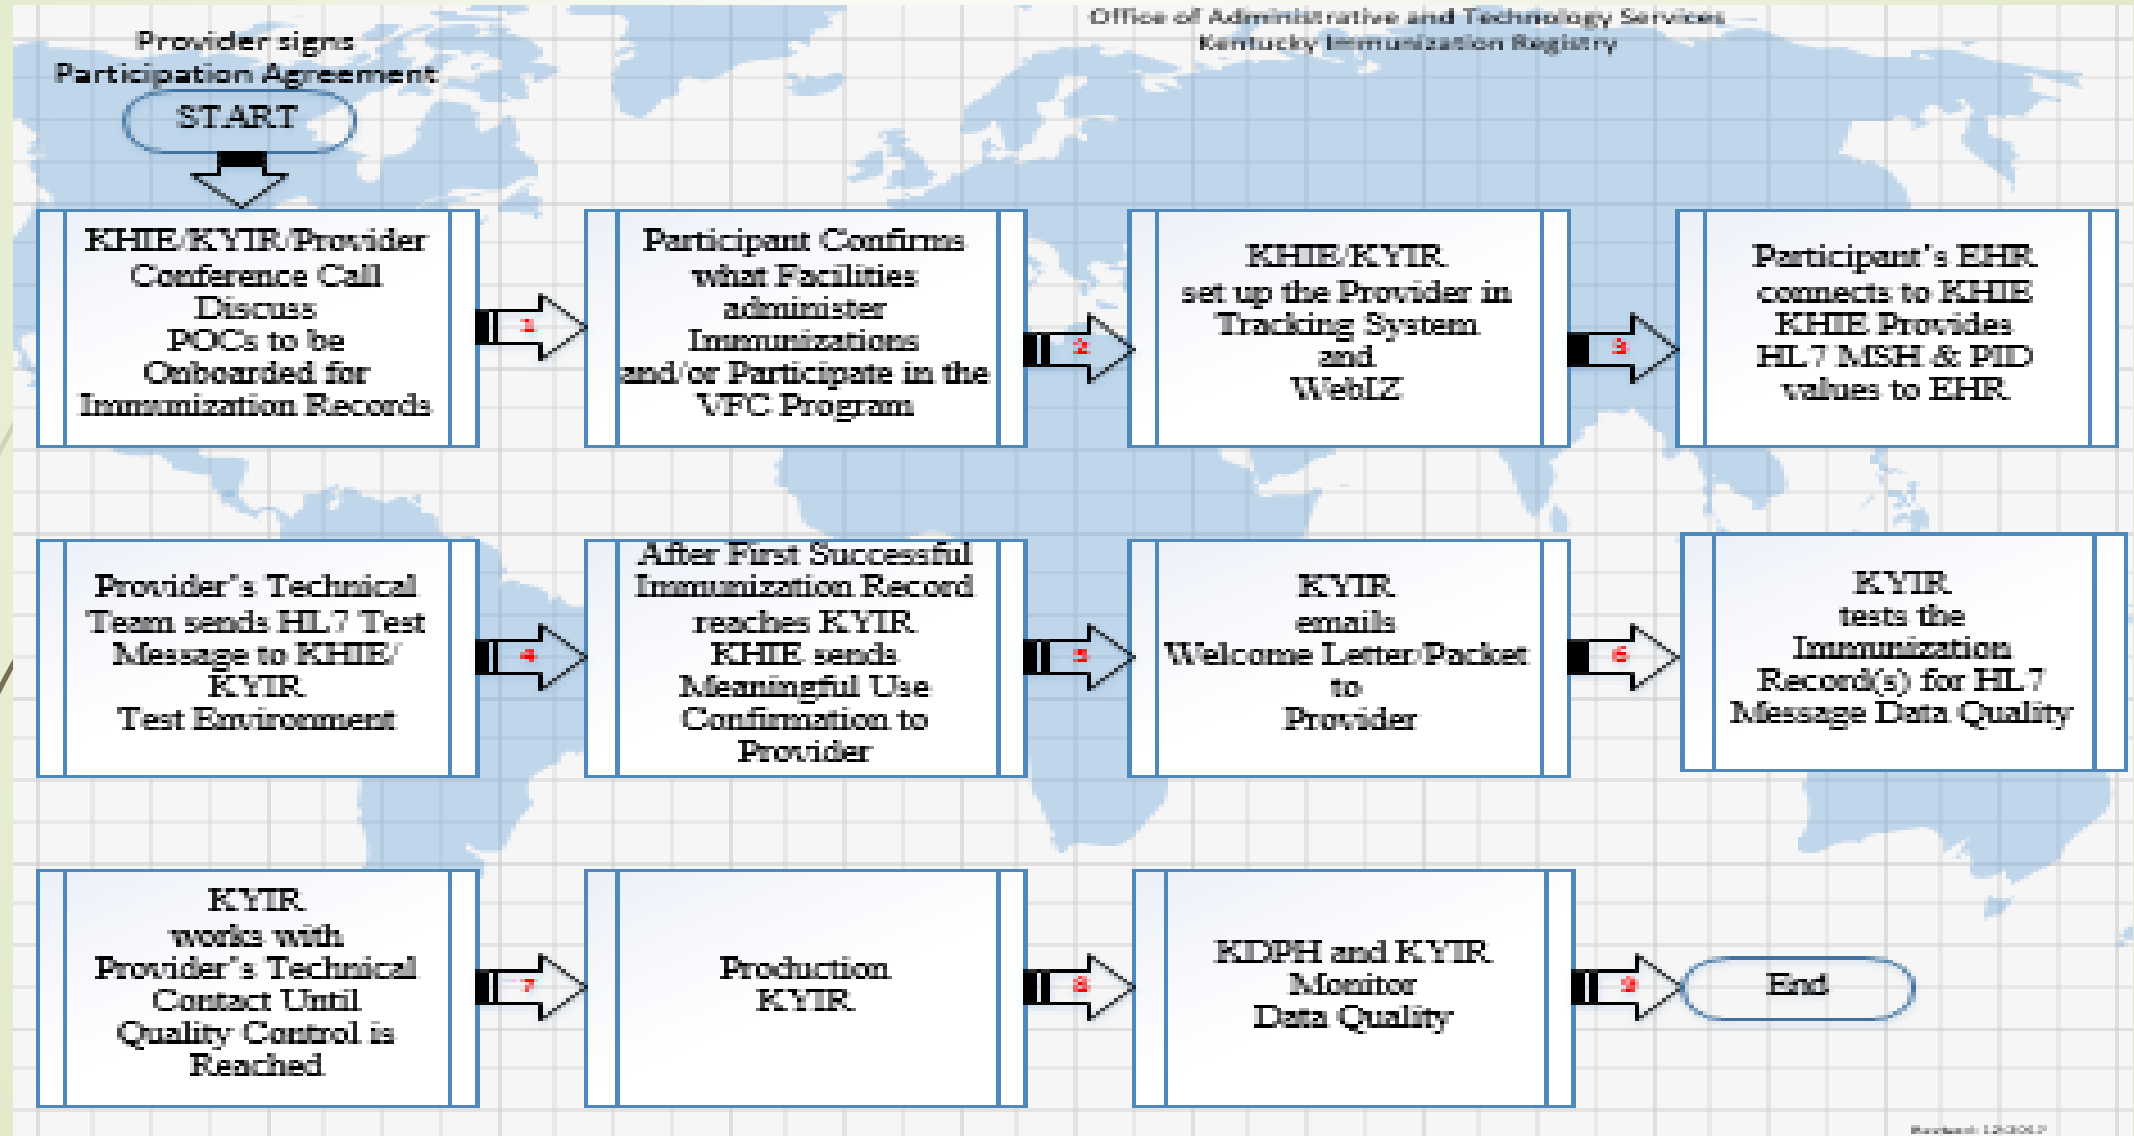 Office of Administrative and Technology Services
Kentucky Immunization Registry
Provider signs
Participation Agreement
START
KHIE/KYIR/Provider
Conference Call
Discuss
POCs to be
Onboarded for
Immunization Records
1
Participant Confirms
what Facilities
administer
Immunizations
and/or Participate in the
VFC Program
2
KHIE/KYIR
set up the Provider in
Tracking System
and
WebIZ
3
Participant's EHR
connects to KHIE
KHIE Provides
HL7 MSH & PID
values to EHR
Provider's Technical
Team sends HL7 Test
Message to KHIE/
KYIR
Test Environment
4
After First Successful
Immunization Record
reaches KYIR
KHIE sends
Meaningful Use
Confirmation to
Provider
5
KYIR
emails
Welcome Letter/Packet
to
Provider
6
KYIR
tests the
Immunization
Record(s) for HL7
Message Data Quality
KYIR
works with
Provider's Technical
Contact Until
Quality Control is
Reached
7
Production
KYIR
8
KDPH and KYIR
Monitor
Data Quality
9
End
Revised: 12/2017